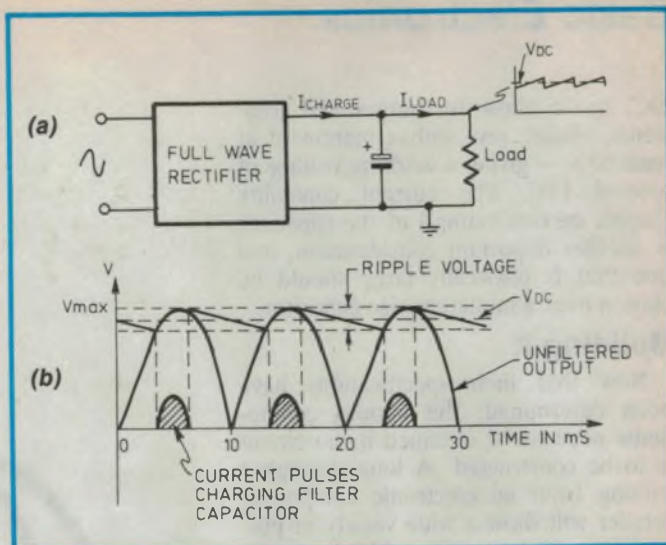 (a)
FULL WAVE
RECTIFIER
ICHARGE
ILOAD
VDC
+
Load
(b)
V
Vmax
RIPPLE VOLTAGE
VDC
UNFILTERED
OUTPUT
0
10
20
30
TIME IN mS
CURRENT PULSES
CHARGING FILTER
CAPACITOR